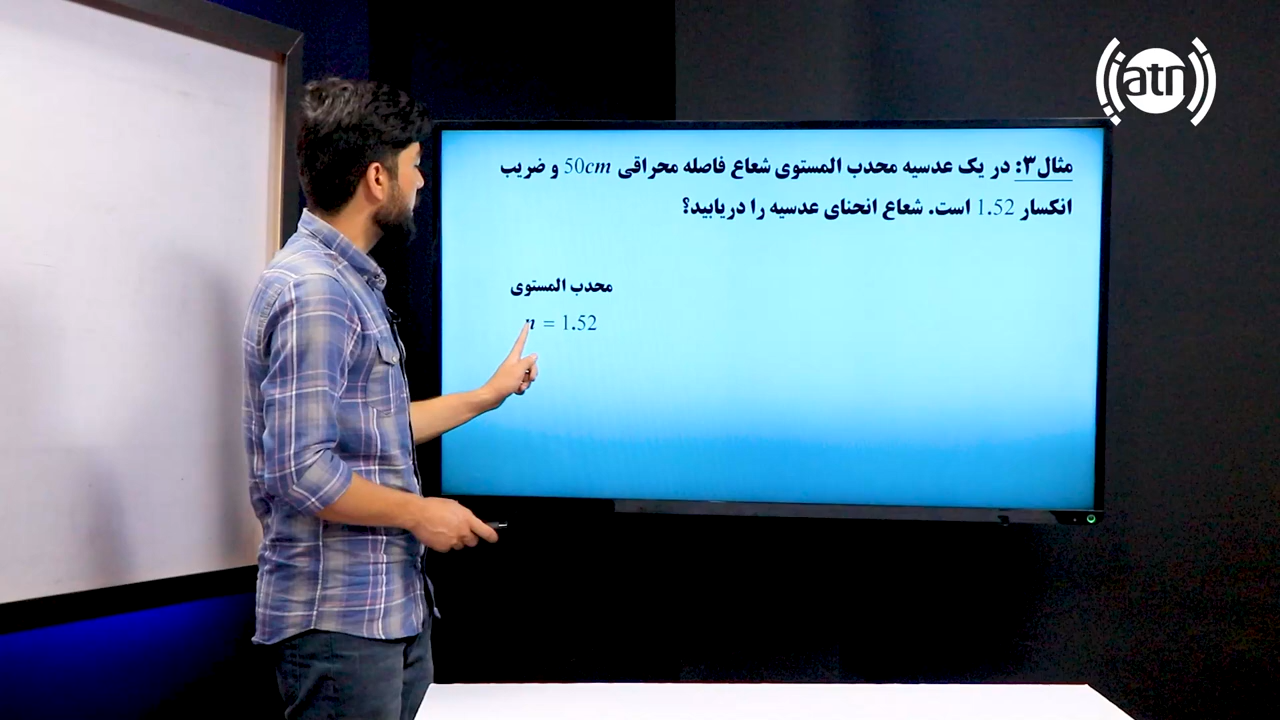 atn
مثال۳: در یک عدسیه محدب المستوی شعاع فاصله محراقی 50cm و ضریب
انکسار 1.52 است. شعاع انحنای عدسیه را دریابید؟
محدب المستوی
n = 1.52